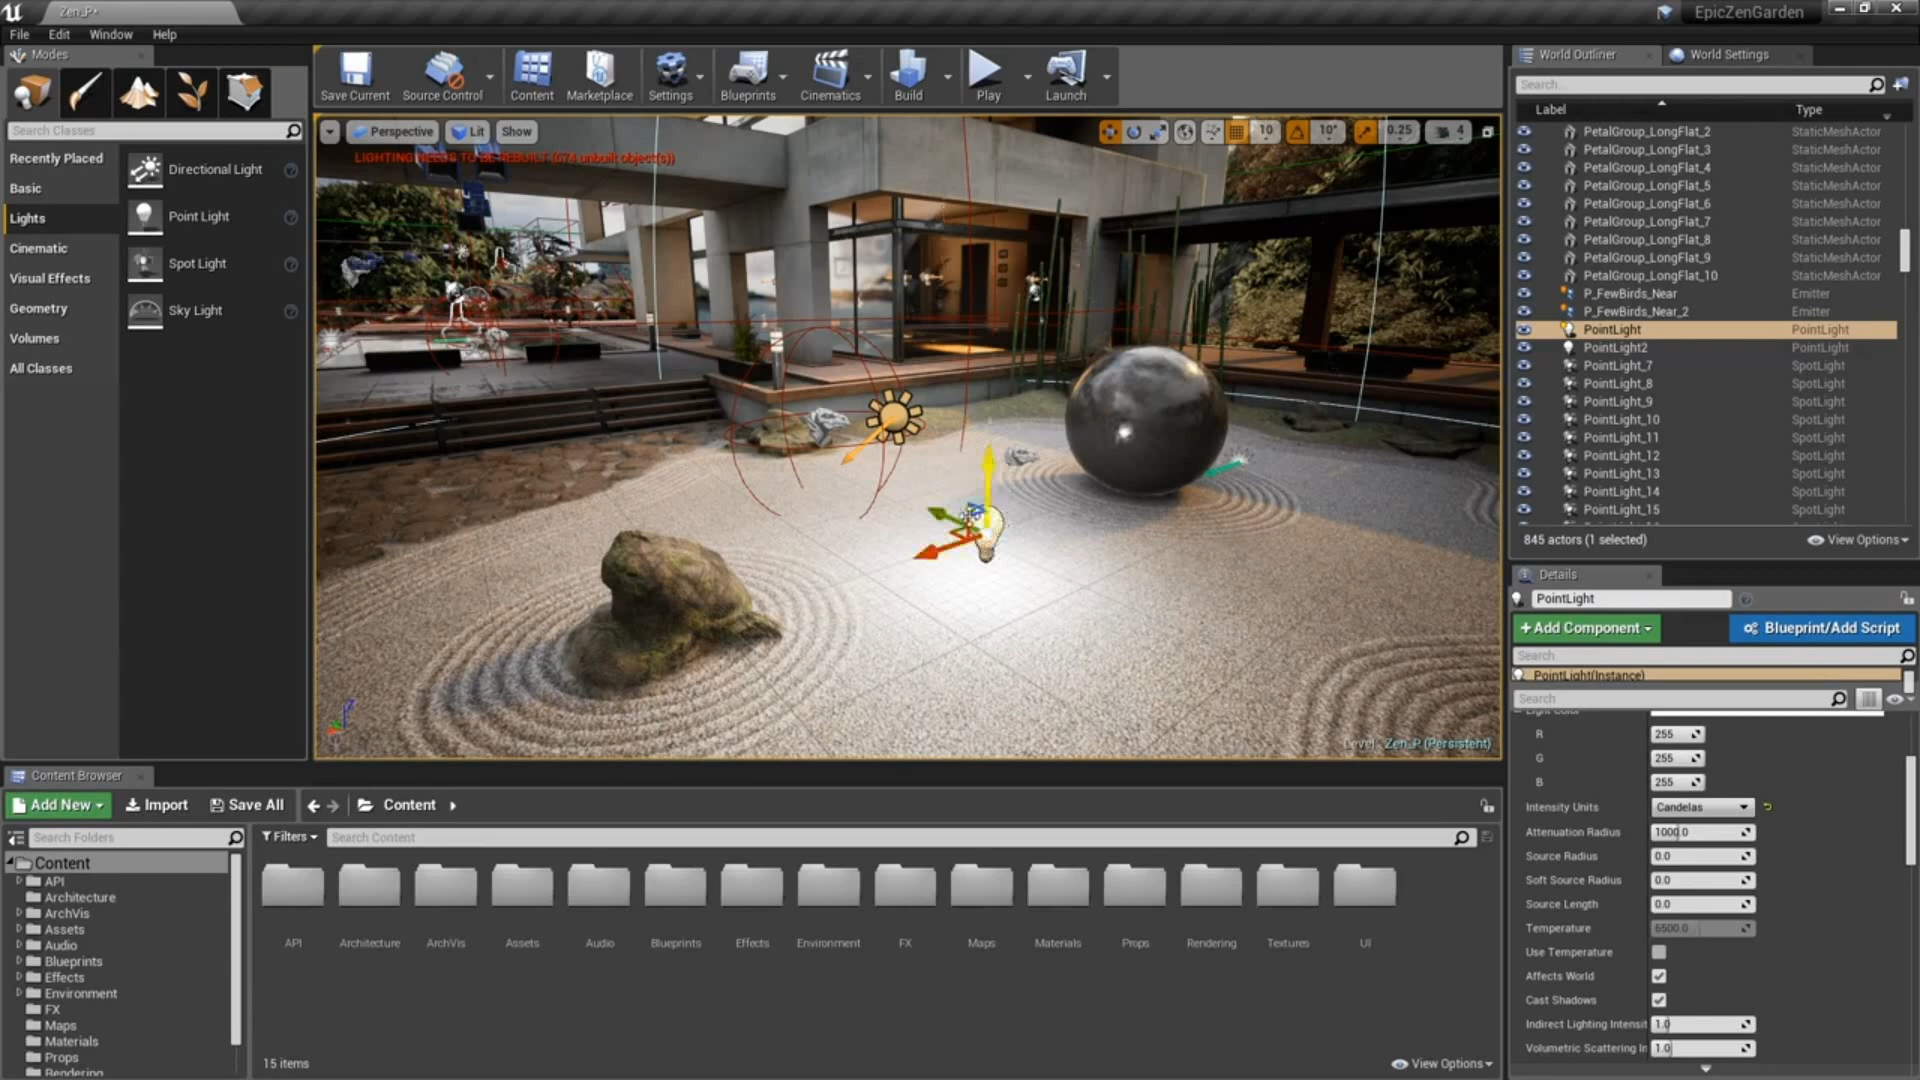 Zen_P*
EpicZenGarden
File Edit Window Help
Modes
Save Current
Source Control
Content
Marketplace
Settings
Blueprints
Cinematics
Build
Play
Launch
Search Classes
Recently Placed
Basic
Lights
Cinematic
Visual Effects
Geometry
Volumes
All Classes
Directional Light
Point Light
Spot Light
Sky Light
Perspective
Lit
Show
10
10°
0.25
4
LIGHTING NEEDS TO BE REBUILT (674 unbuilt object(s))
Level: Zen_P (Persistent)
World Outliner
World Settings
Search...
Label Type
PetalGroup_LongFlat_2 StaticMeshActor
PetalGroup_LongFlat_3 StaticMeshActor
PetalGroup_LongFlat_4 StaticMeshActor
PetalGroup_LongFlat_5 StaticMeshActor
PetalGroup_LongFlat_6 StaticMeshActor
PetalGroup_LongFlat_7 StaticMeshActor
PetalGroup_LongFlat_8 StaticMeshActor
PetalGroup_LongFlat_9 StaticMeshActor
PetalGroup_LongFlat_10 StaticMeshActor
P_FewBirds_Near Emitter
P_FewBirds_Near_2 Emitter
PointLight PointLight
PointLight2 PointLight
PointLight_7 SpotLight
PointLight_8 SpotLight
PointLight_9 SpotLight
PointLight_10 SpotLight
PointLight_11 SpotLight
PointLight_12 SpotLight
PointLight_13 SpotLight
PointLight_14 SpotLight
PointLight_15 SpotLight
845 actors (1 selected)
View Options
Details
PointLight
+Add Component
Blueprint/Add Script
Search
PointLight(Instance)
Search
Light Color
R 255
G 255
B 255
Intensity Units Candelas
Attenuation Radius 1000.0
Source Radius 0.0
Soft Source Radius 0.0
Source Length 0.0
Temperature 6500.0
Use Temperature
Affects World
Cast Shadows
Indirect Lighting Intensit 1.0
Volumetric Scattering In 1.0
Content Browser
Add New
Import
Save All
Content
Search Folders
Filters
Search Content
Content
API
Architecture
ArchVis
Assets
Audio
Blueprints
Effects
Environment
FX
Maps
Materials
Props
Rendering
API
Architecture
ArchVis
Assets
Audio
Blueprints
Effects
Environment
FX
Maps
Materials
Props
Rendering
Textures
UI
15 items
View Options